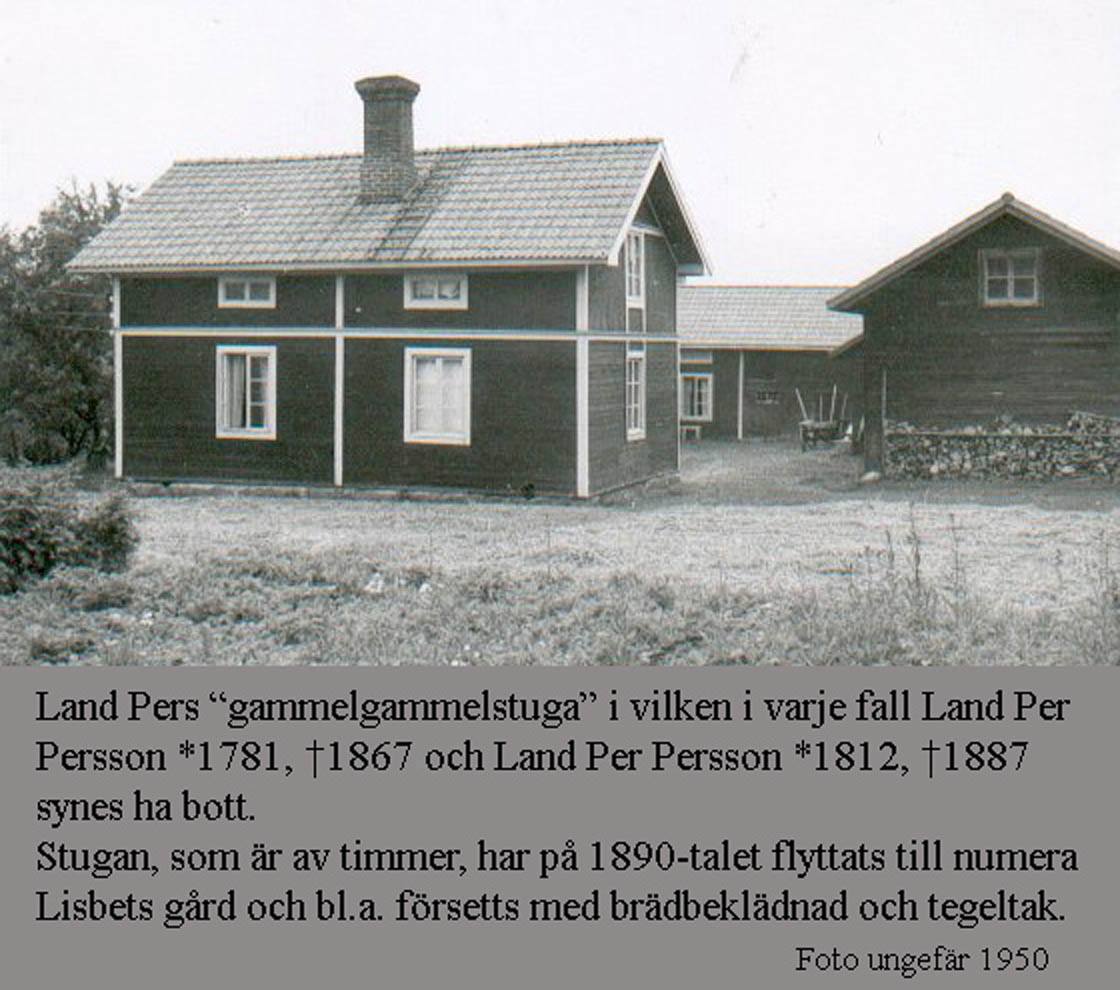 Land Pers “gammelgammelstuga” i vilken i varje fall Land Per
Persson *1781, †1867 och Land Per Persson *1812, †1887
synes ha bott.
Stugan, som är av timmer, har på 1890-talet flyttats till numera
Lisbets gård och bl.a. försetts med brädbeklädnad och tegeltak.
Foto ungefär 1950